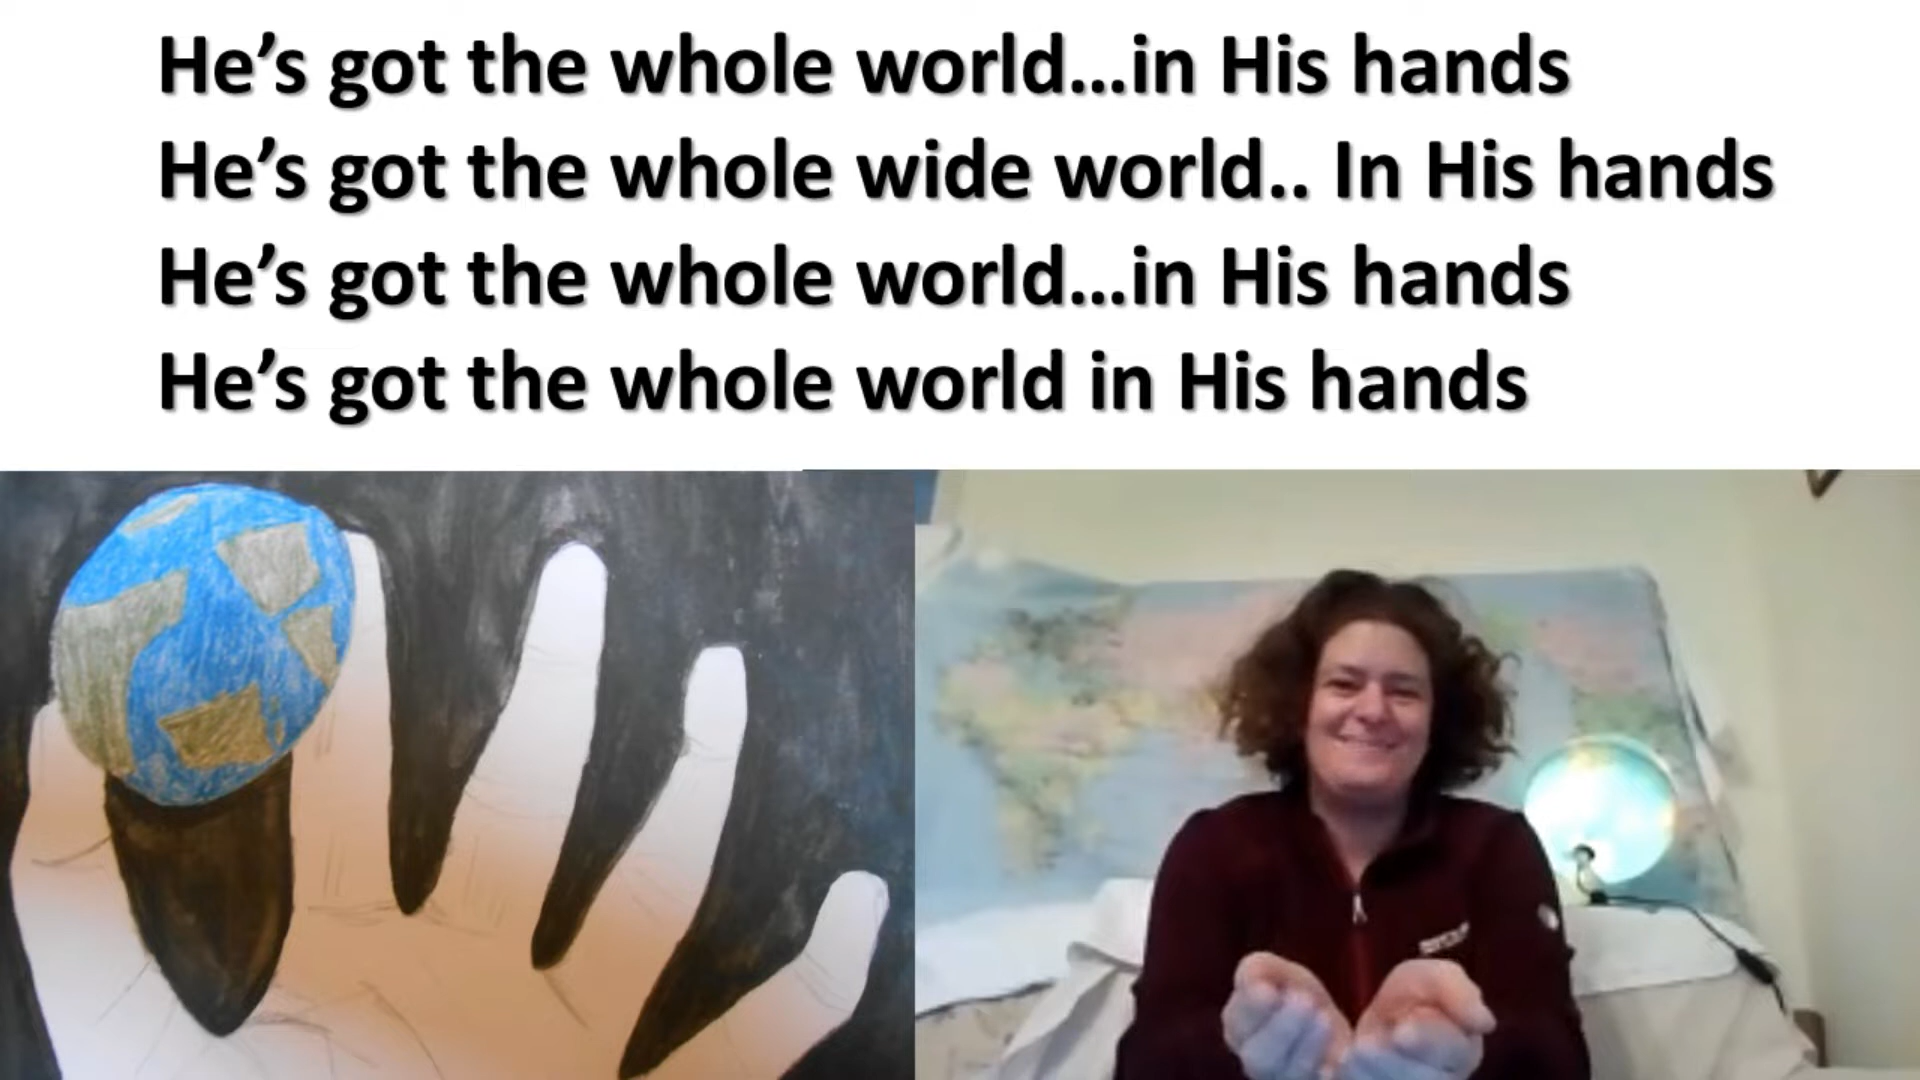 He’s got the whole world...in His hands
He’s got the whole wide world.. In His hands
He’s got the whole world...in His hands
He’s got the whole world in His hands